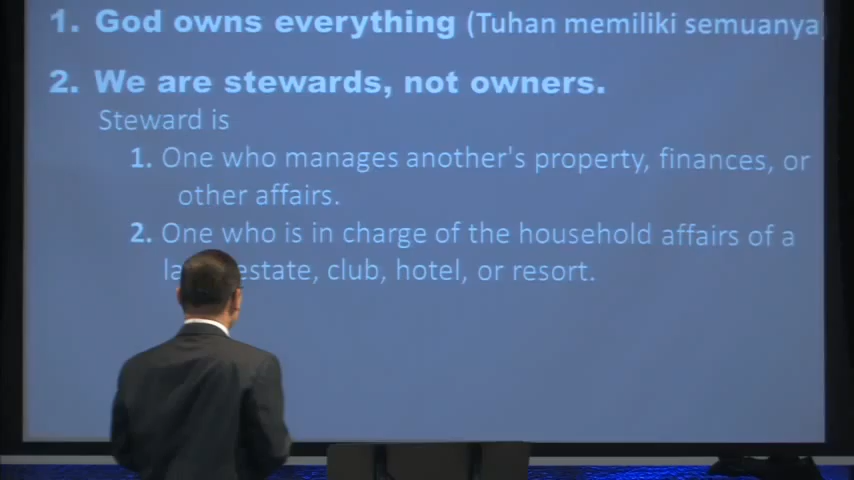 1. God owns everything (Tuhan memiliki semuanya
2. We are stewards, not owners.
Steward is
1. One who manages another's property, finances, or
other affairs.
2. One who is in charge of the household affairs of a
estate, club, hotel, or resort.